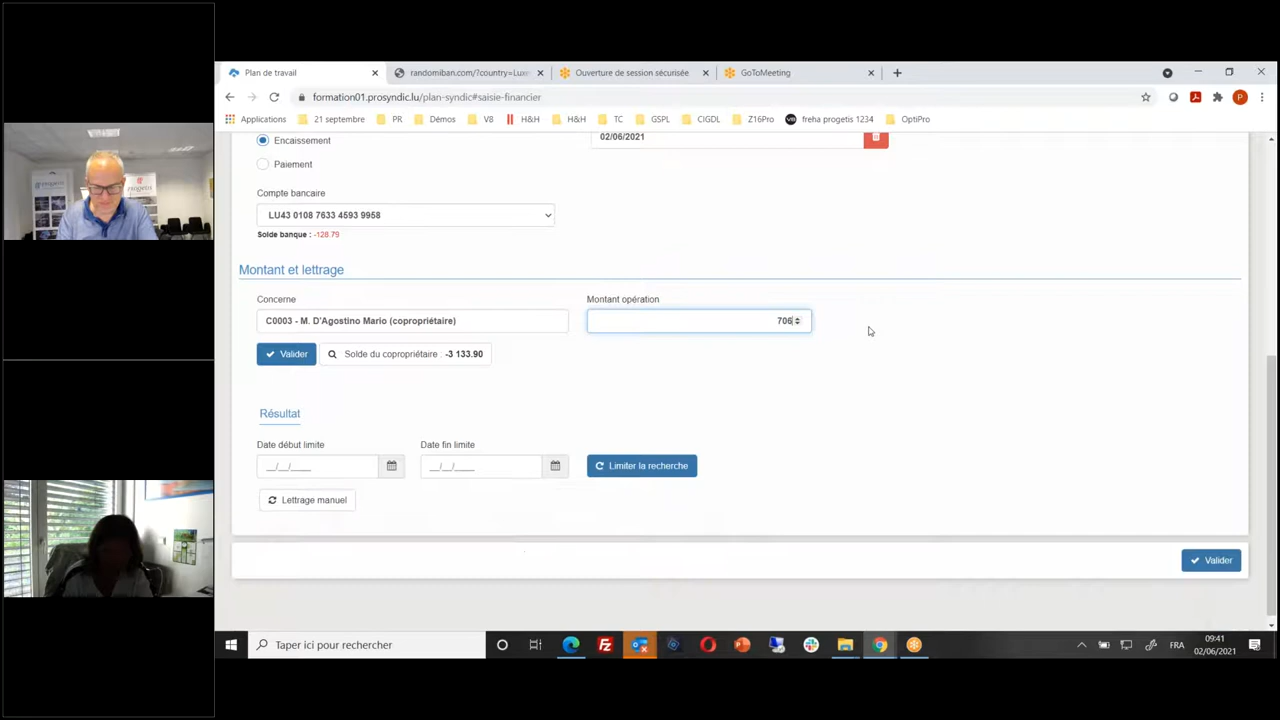 Plan de travail
randomiban.com/?country=Luxe
Ouverture de session sécurisée
GoToMeeting
formation01.prosyndic.lu/plan-syndic#saisie-financier
P
Applications
21 septembre
PR
Démos
V8
H&H
H&H
TC
GSPL
CIGDL
Z16Pro
freha progetis 1234
OptiPro
Encaissement
02/06/2021
Paiement
Compte bancaire
LU43 0108 7633 4593 9958
Solde banque : -128.79
Montant et lettrage
Concerne
Montant opération
C0003 - M. D'Agostino Mario (copropriétaire)
706
Valider
Solde du copropriétaire : -3 133.90
Résultat
Date début limite
Date fin limite
__/__/____
__/__/____
Limiter la recherche
Lettrage manuel
Valider
Taper ici pour rechercher
FRA
09:41
02/06/2021
progetis
progetis